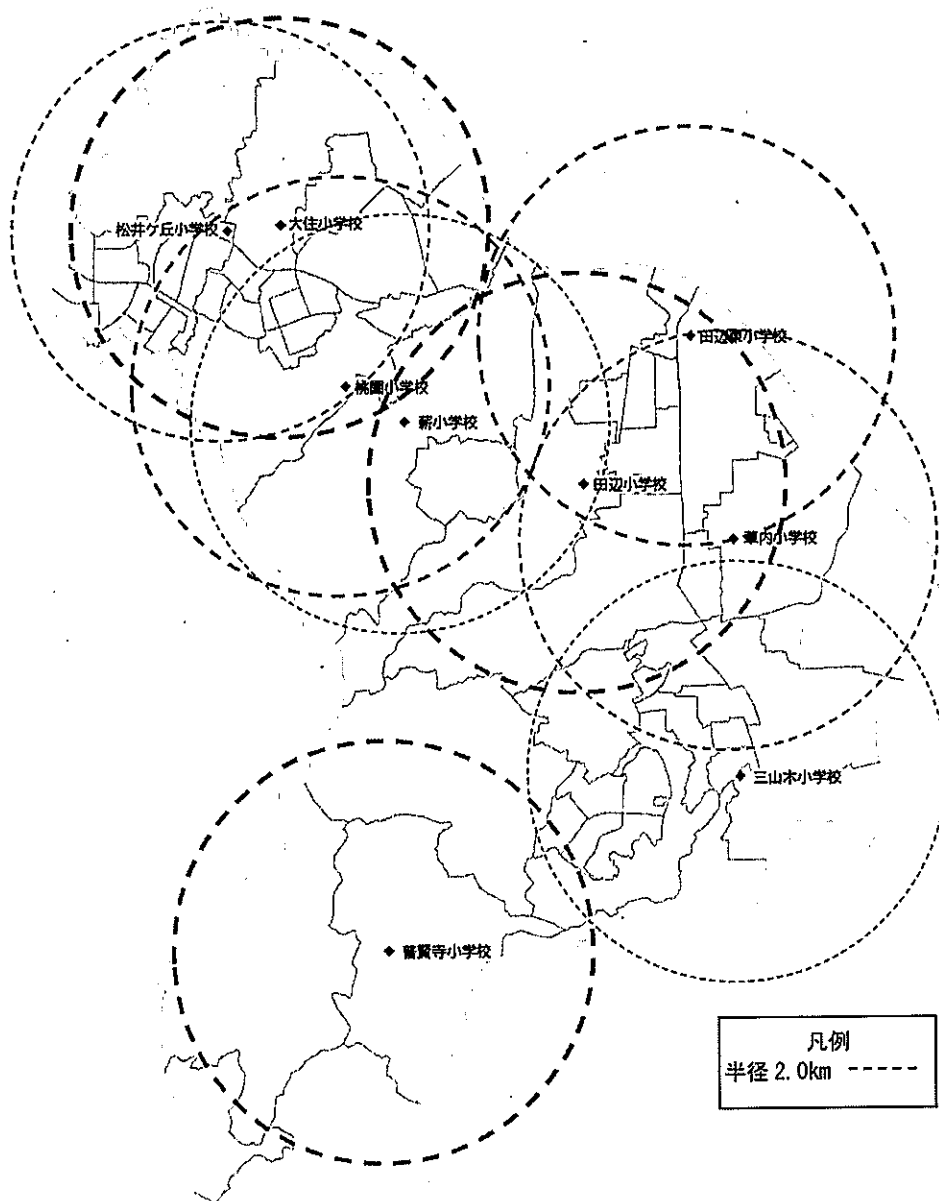 松井ケ丘小学校
大住小学校
田辺東小学校
桃園小学校
薪小学校
田辺小学校
草内小学校
三山木小学校
普賢寺小学校
凡例
半径2.0km